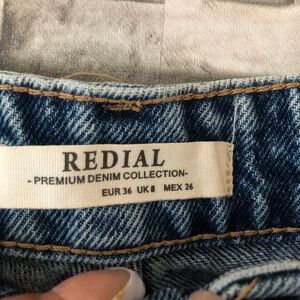 REDIAL
-PREMIUM DENIM COLLECTION-
EUR 36 UK 8 MEX 26